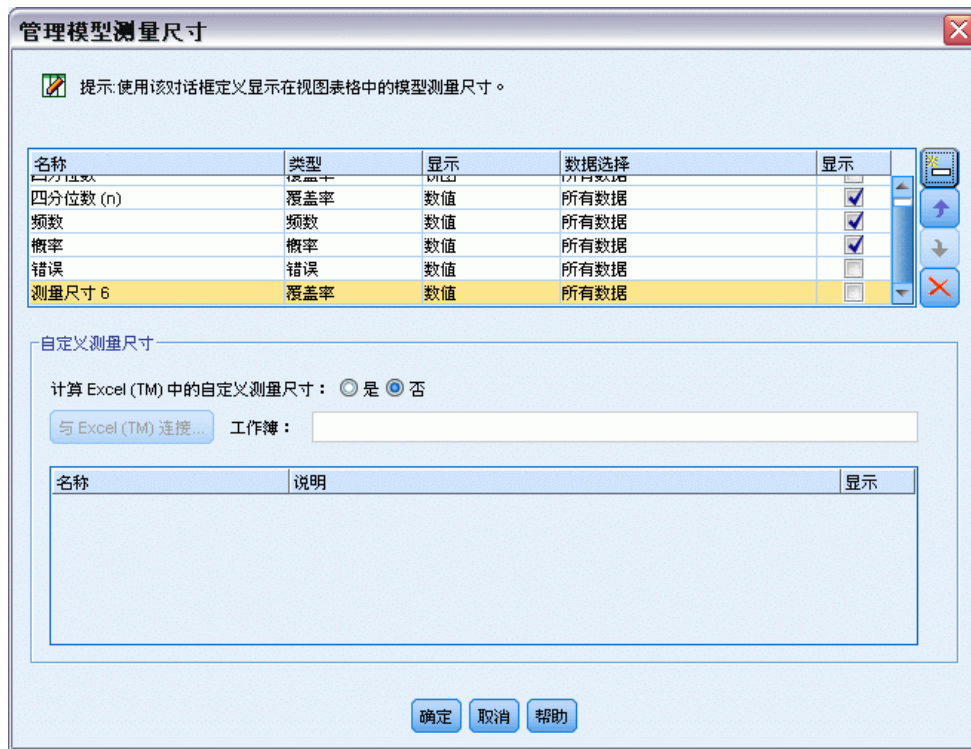 管理模型测量尺寸
提示:使用该对话框定义显示在视图表格中的模型测量尺寸。
名称 类型 显示 数据选择 显示
四分位数 (n) 覆盖率 数值 所有数据
频数 频数 数值 所有数据
概率 概率 数值 所有数据
错误 错误 数值 所有数据
测量尺寸 6 覆盖率 数值 所有数据
自定义测量尺寸
计算 Excel (TM) 中的自定义测量尺寸： 是 否
与 Excel (TM) 连接... 工作簿：
名称 说明 显示
确定 取消 帮助